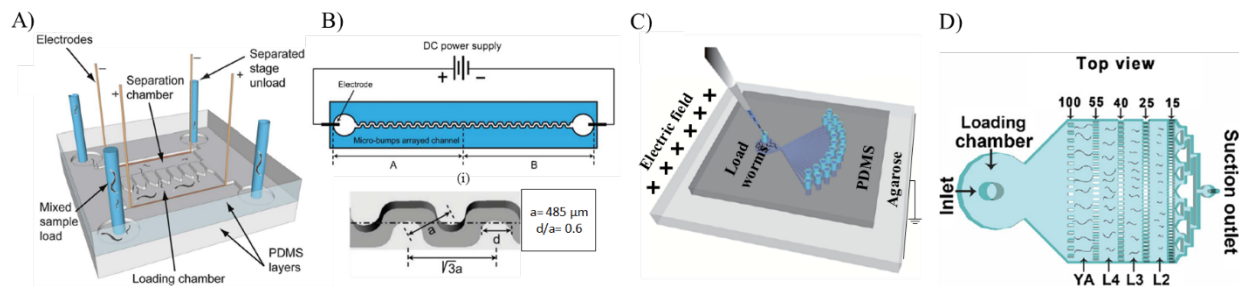 A)
Electrodes
Separation
chamber
Separated
stage
unload
−
+
−
+
Mixed
sample
load
Loading chamber
PDMS
layers
B)
DC power supply
+ −
Electrode
Micro-bumps arrayed channel
A
B
(i)
a
d
√3a
a= 485 μm
d/a= 0.6
C)
Electric field
+ + + + + + +
Load
worms
PDMS
Agarose
D)
Top view
100 55 40 25 15
Loading
chamber
Inlet
Suction outlet
YA L4 L3 L2